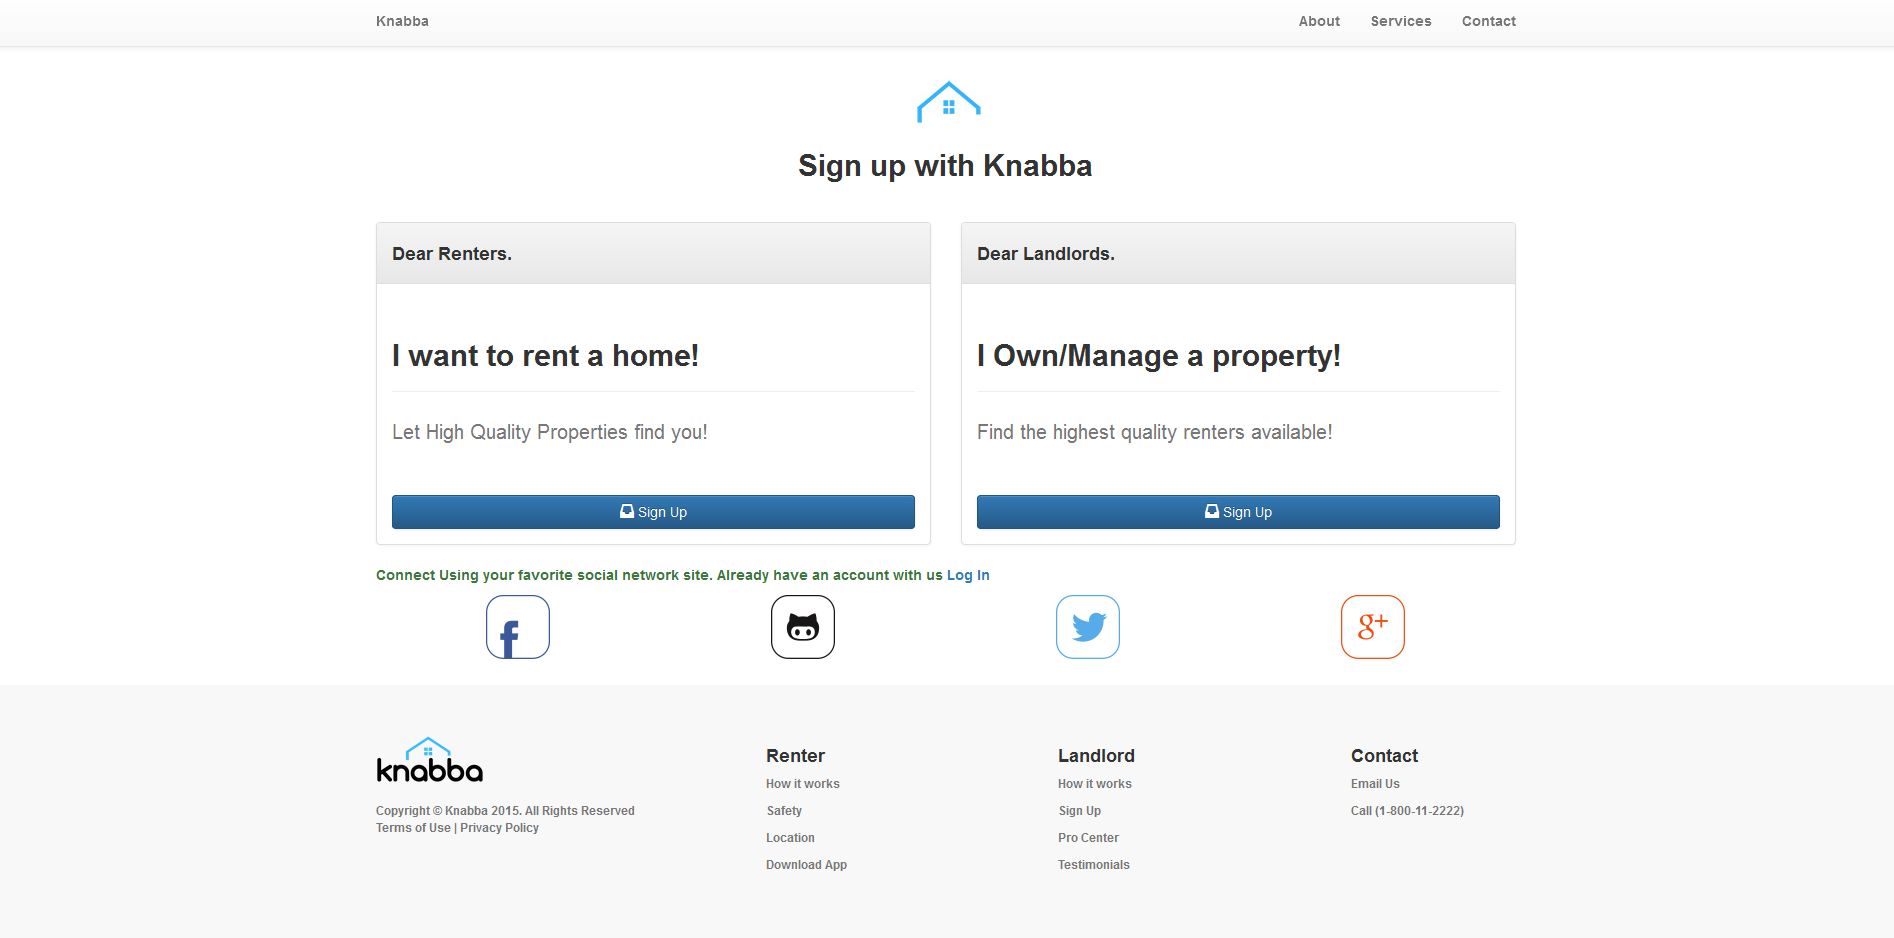 Knabba
About Services Contact
Sign up with Knabba
Dear Renters.
I want to rent a home!
Let High Quality Properties find you!
Sign Up
Dear Landlords.
I Own/Manage a property!
Find the highest quality renters available!
Sign Up
Connect Using your favorite social network site. Already have an account with us Log In
f
g+
knabba
Copyright © Knabba 2015. All Rights Reserved
Terms of Use | Privacy Policy
Renter
How it works
Safety
Location
Download App
Landlord
How it works
Sign Up
Pro Center
Testimonials
Contact
Email Us
Call (1-800-11-2222)